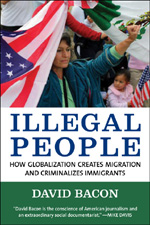 ILLEGAL
PEOPLE
HOW GLOBALIZATION CREATES MIGRATION
AND CRIMINALIZES IMMIGRANTS
DAVID BACON
"David Bacon is the conscience of American journalism and
an extraordinary social documentarist."—MIKE DAVIS